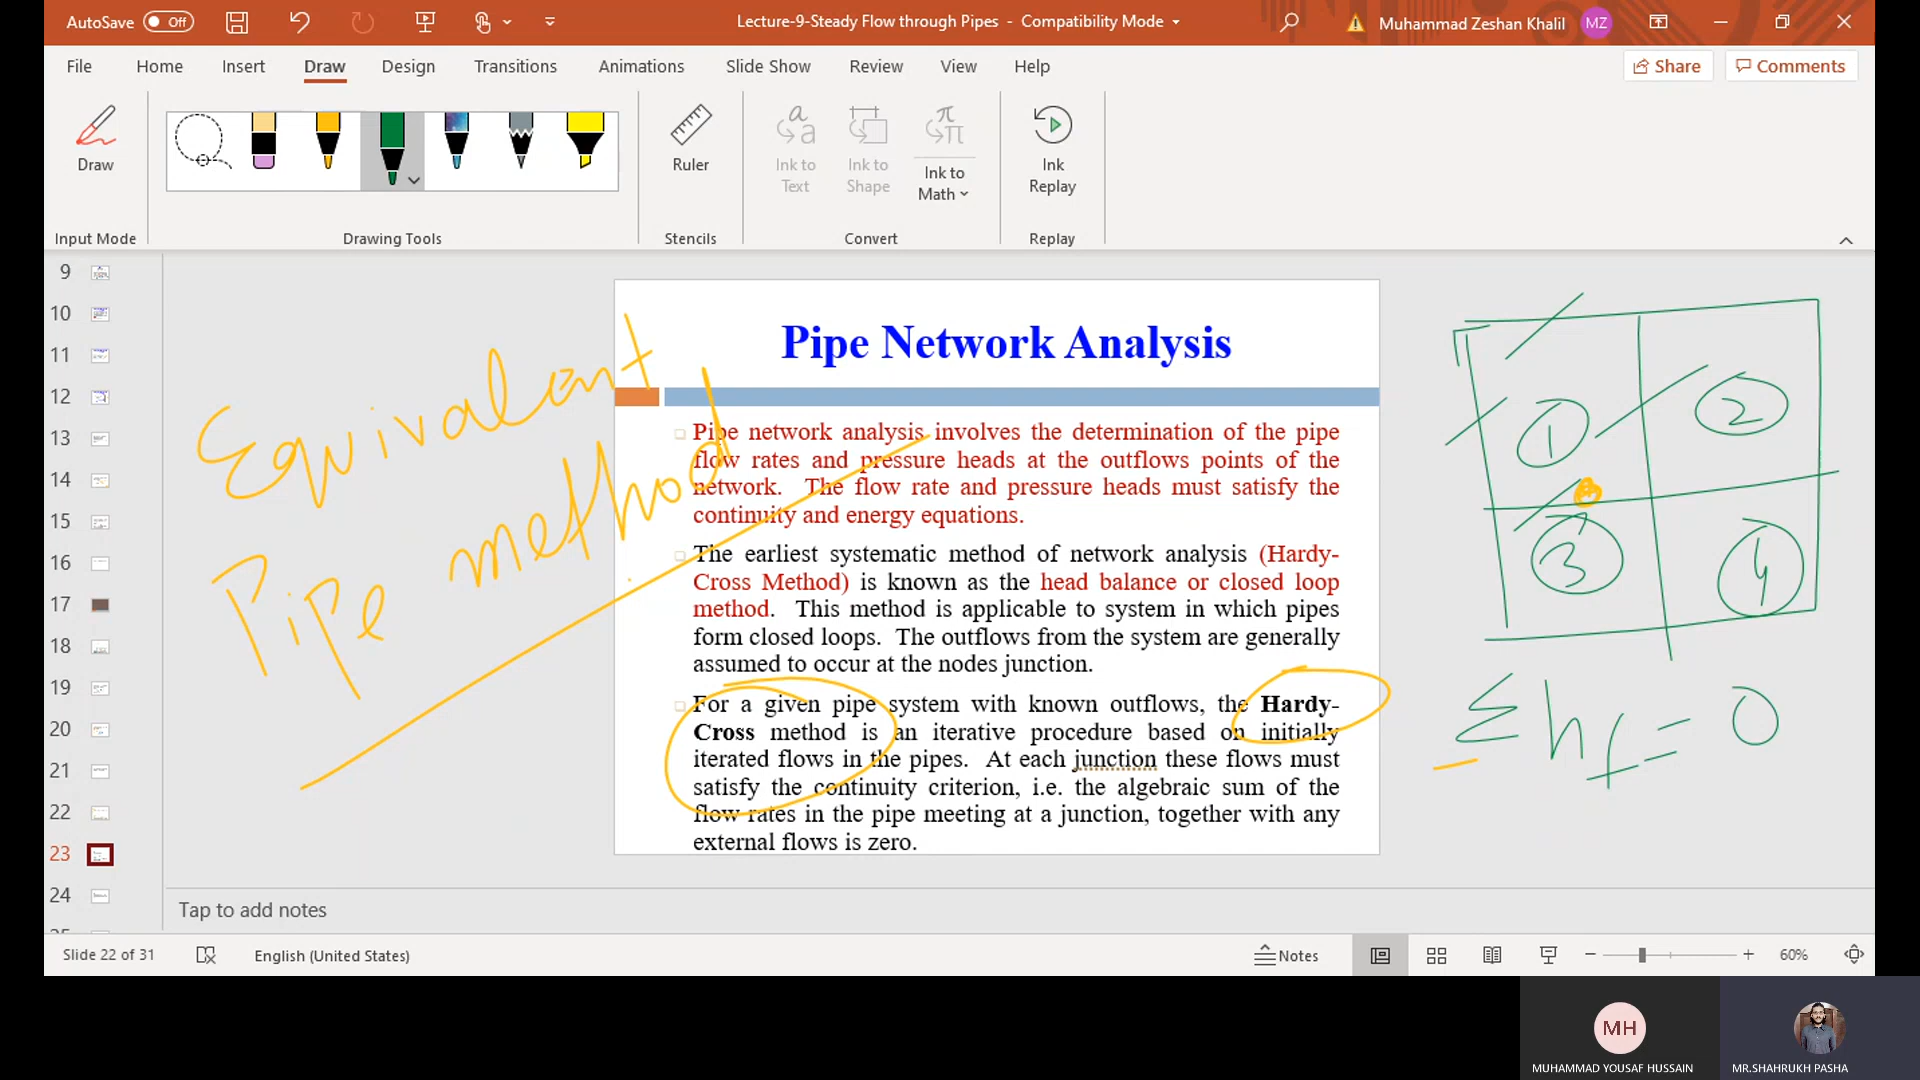 AutoSave Off Lecture-9-Steady Flow through Pipes - Compatibility Mode Muhammad Zeshan Khalil MZ
File Home Insert Draw Design Transitions Animations Slide Show Review View Help Share Comments
Draw
Ruler
Ink to Text
Ink to Shape
Ink to Math
Ink Replay
Input Mode Drawing Tools Stencils Convert Replay
9
10
11
12
13
14
15
16
17
18
19
20
21
22
23
24
Equivalent
Pipe method
Pipe Network Analysis
Pipe network analysis involves the determination of the pipe
flow rates and pressure heads at the outflows points of the
network. The flow rate and pressure heads must satisfy the
continuity and energy equations.
The earliest systematic method of network analysis (Hardy-
Cross Method) is known as the head balance or closed loop
method. This method is applicable to system in which pipes
form closed loops. The outflows from the system are generally
assumed to occur at the nodes junction.
For a given pipe system with known outflows, the Hardy-
Cross method is an iterative procedure based on initially
iterated flows in the pipes. At each junction these flows must
satisfy the continuity criterion, i.e. the algebraic sum of the
flow rates in the pipe meeting at a junction, together with any
external flows is zero.
1 2
3 4
Σhf = 0
Tap to add notes
Slide 22 of 31 English (United States) Notes 60%
MH
MUHAMMAD YOUSAF HUSSAIN MR.SHAHRUKH PASHA